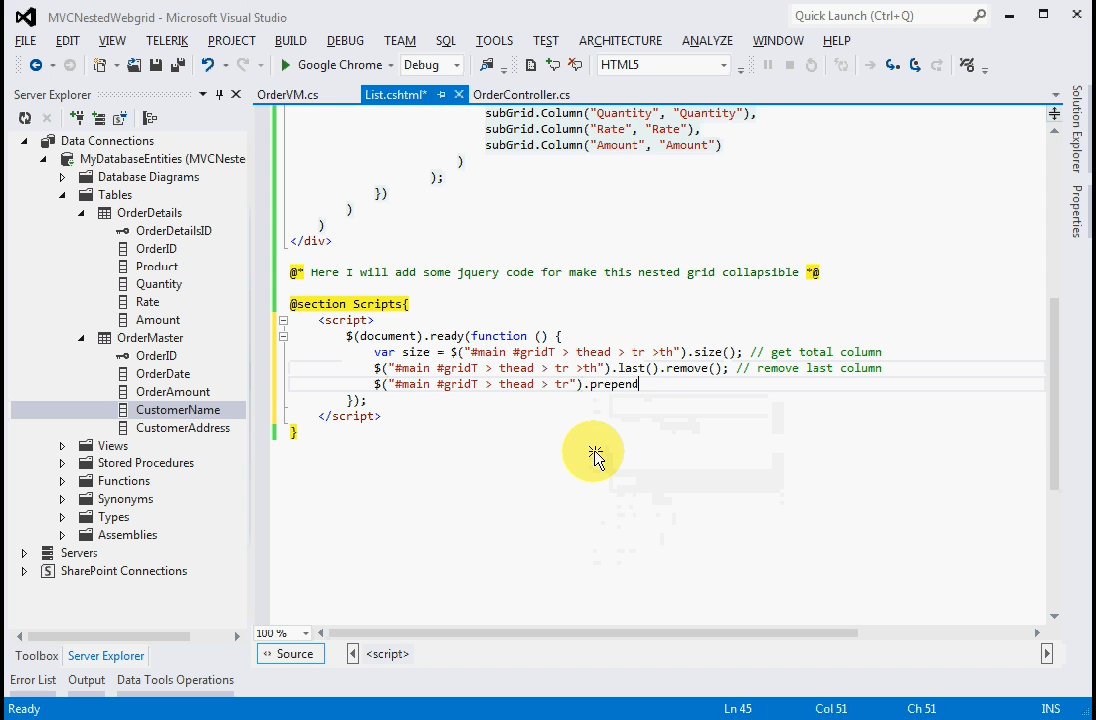 MVCNestedWebgrid - Microsoft Visual Studio
Quick Launch (Ctrl+Q)
FILE EDIT VIEW TELERIK PROJECT BUILD DEBUG TEAM SQL TOOLS TEST ARCHITECTURE ANALYZE WINDOW HELP
Google Chrome Debug HTML5
Server Explorer
OrderVM.cs List.cshtml* OrderController.cs
Data Connections
MyDatabaseEntities (MVCNeste
Database Diagrams
Tables
OrderDetails
OrderDetailsID
OrderID
Product
Quantity
Rate
Amount
OrderMaster
OrderID
OrderDate
OrderAmount
CustomerName
CustomerAddress
Views
Stored Procedures
Functions
Synonyms
Types
Assemblies
Servers
SharePoint Connections
subGrid.Column("Quantity", "Quantity"),
subGrid.Column("Rate", "Rate"),
subGrid.Column("Amount", "Amount")
)
);
})
)
)
</div>
@* Here I will add some jquery code for make this nested grid collapsible *@
@section Scripts{
<script>
$(document).ready(function () {
var size = $("#main #gridT > thead > tr >th").size(); // get total column
$("#main #gridT > thead > tr >th").last().remove(); // remove last column
$("#main #gridT > thead > tr").prepend
});
</script>
}
Solution Explorer
Properties
100 %
Source <script>
Toolbox Server Explorer
Error List Output Data Tools Operations
Ready Ln 45 Col 51 Ch 51 INS